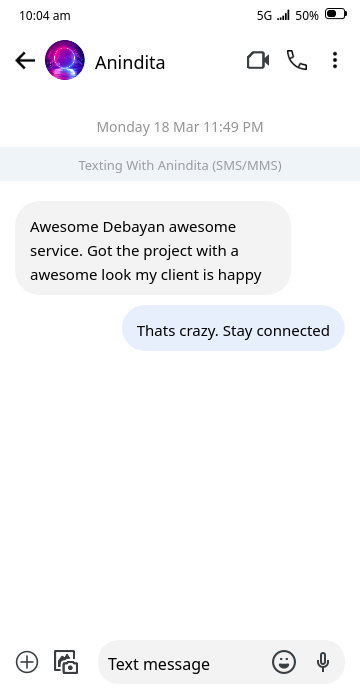 10:04 am 5G 50%
Anindita
Monday 18 Mar 11:49 PM
Texting With Anindita (SMS/MMS)
Awesome Debayan awesome
service. Got the project with a
awesome look my client is happy
Thats crazy. Stay connected
Text message